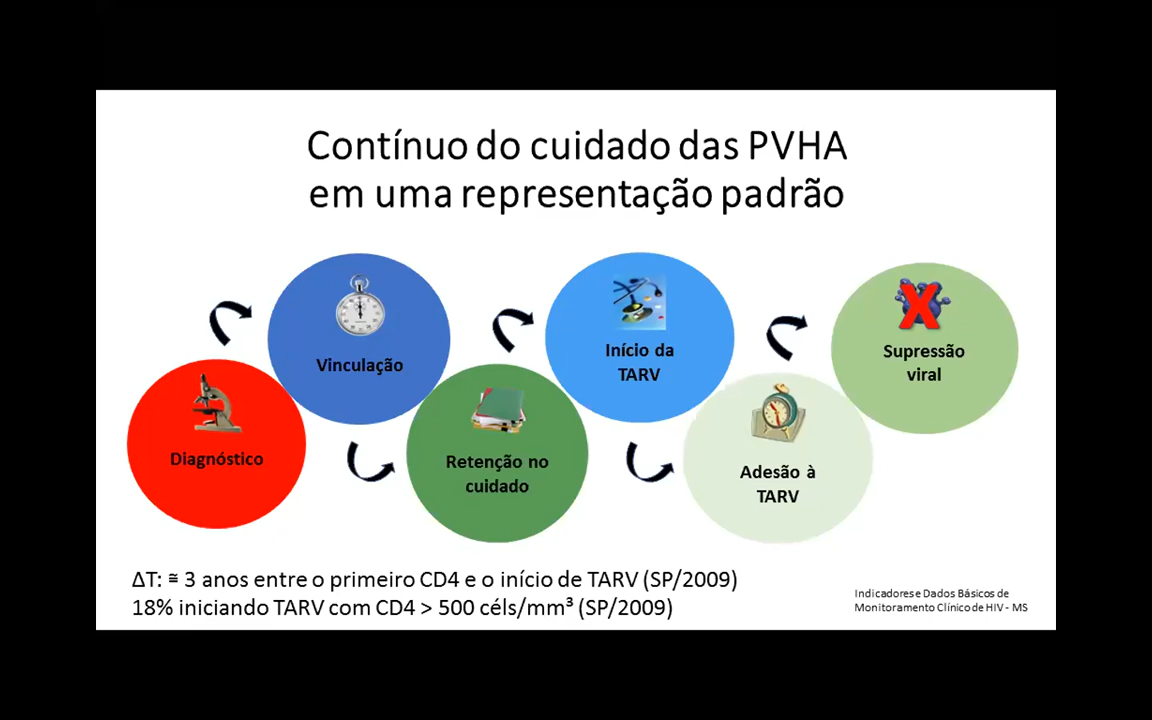 Contínuo do cuidado das PVHA
em uma representação padrão
Diagnóstico
Vinculação
Retenção no
cuidado
Início da
TARV
Adesão à
TARV
Supressão
viral
ΔT: ≅ 3 anos entre o primeiro CD4 e o início de TARV (SP/2009)
18% iniciando TARV com CD4 > 500 céls/mm³ (SP/2009)
Indicadores e Dados Básicos de
Monitoramento Clínico de HIV - MS